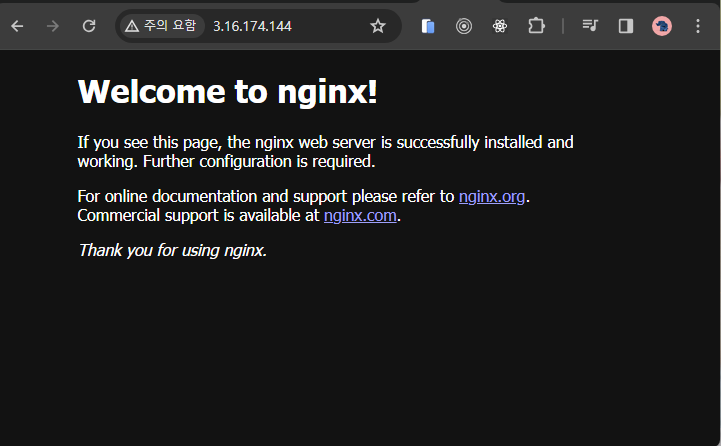 주의 요함 3.16.174.144
Welcome to nginx!
If you see this page, the nginx web server is successfully installed and
working. Further configuration is required.
For online documentation and support please refer to nginx.org.
Commercial support is available at nginx.com.
Thank you for using nginx.